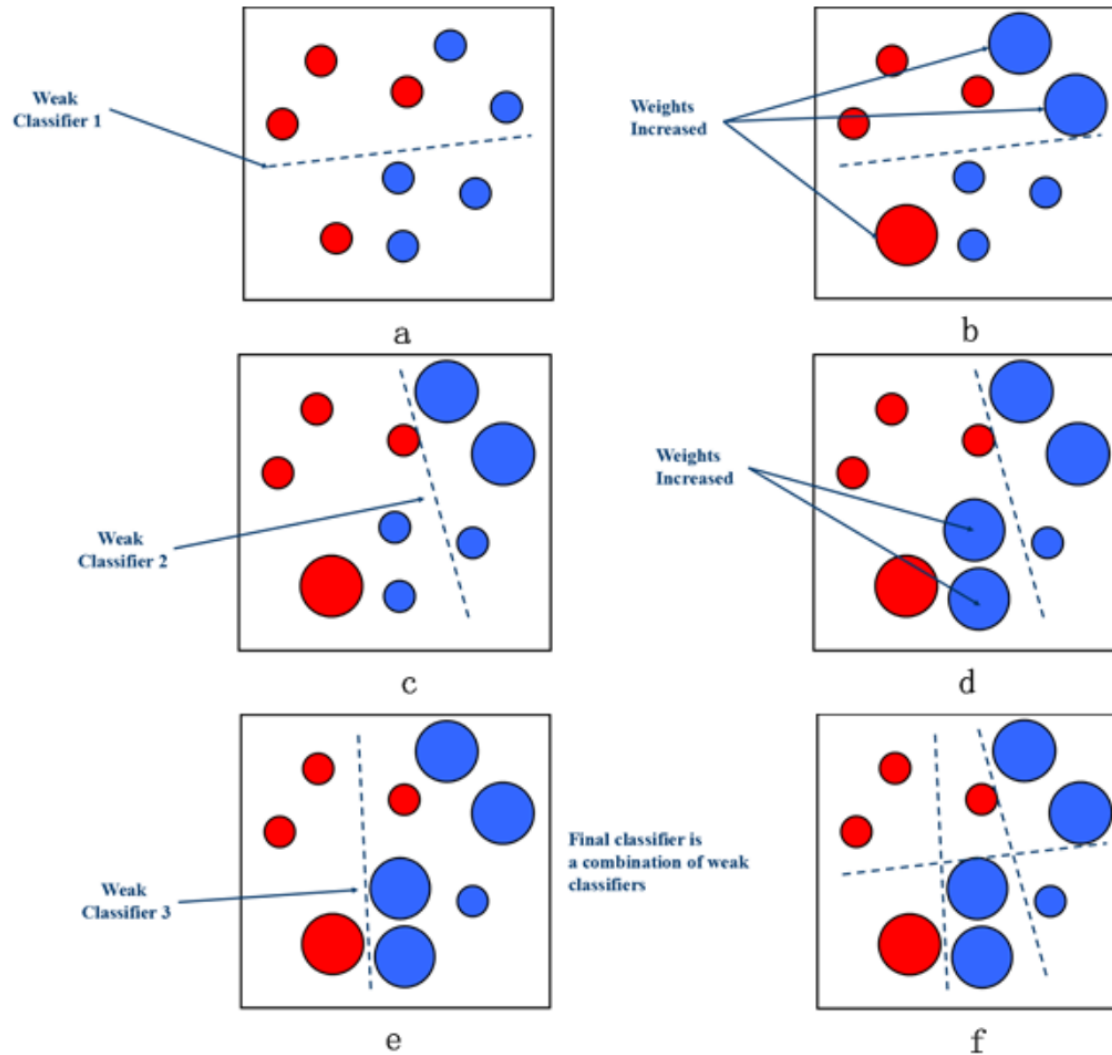 Weak
Classifier 1
a
Weights
Increased
b
Weak
Classifier 2
c
Weights
Increased
d
Weak
Classifier 3
e
Final classifier is
a combination of weak
classifiers
f